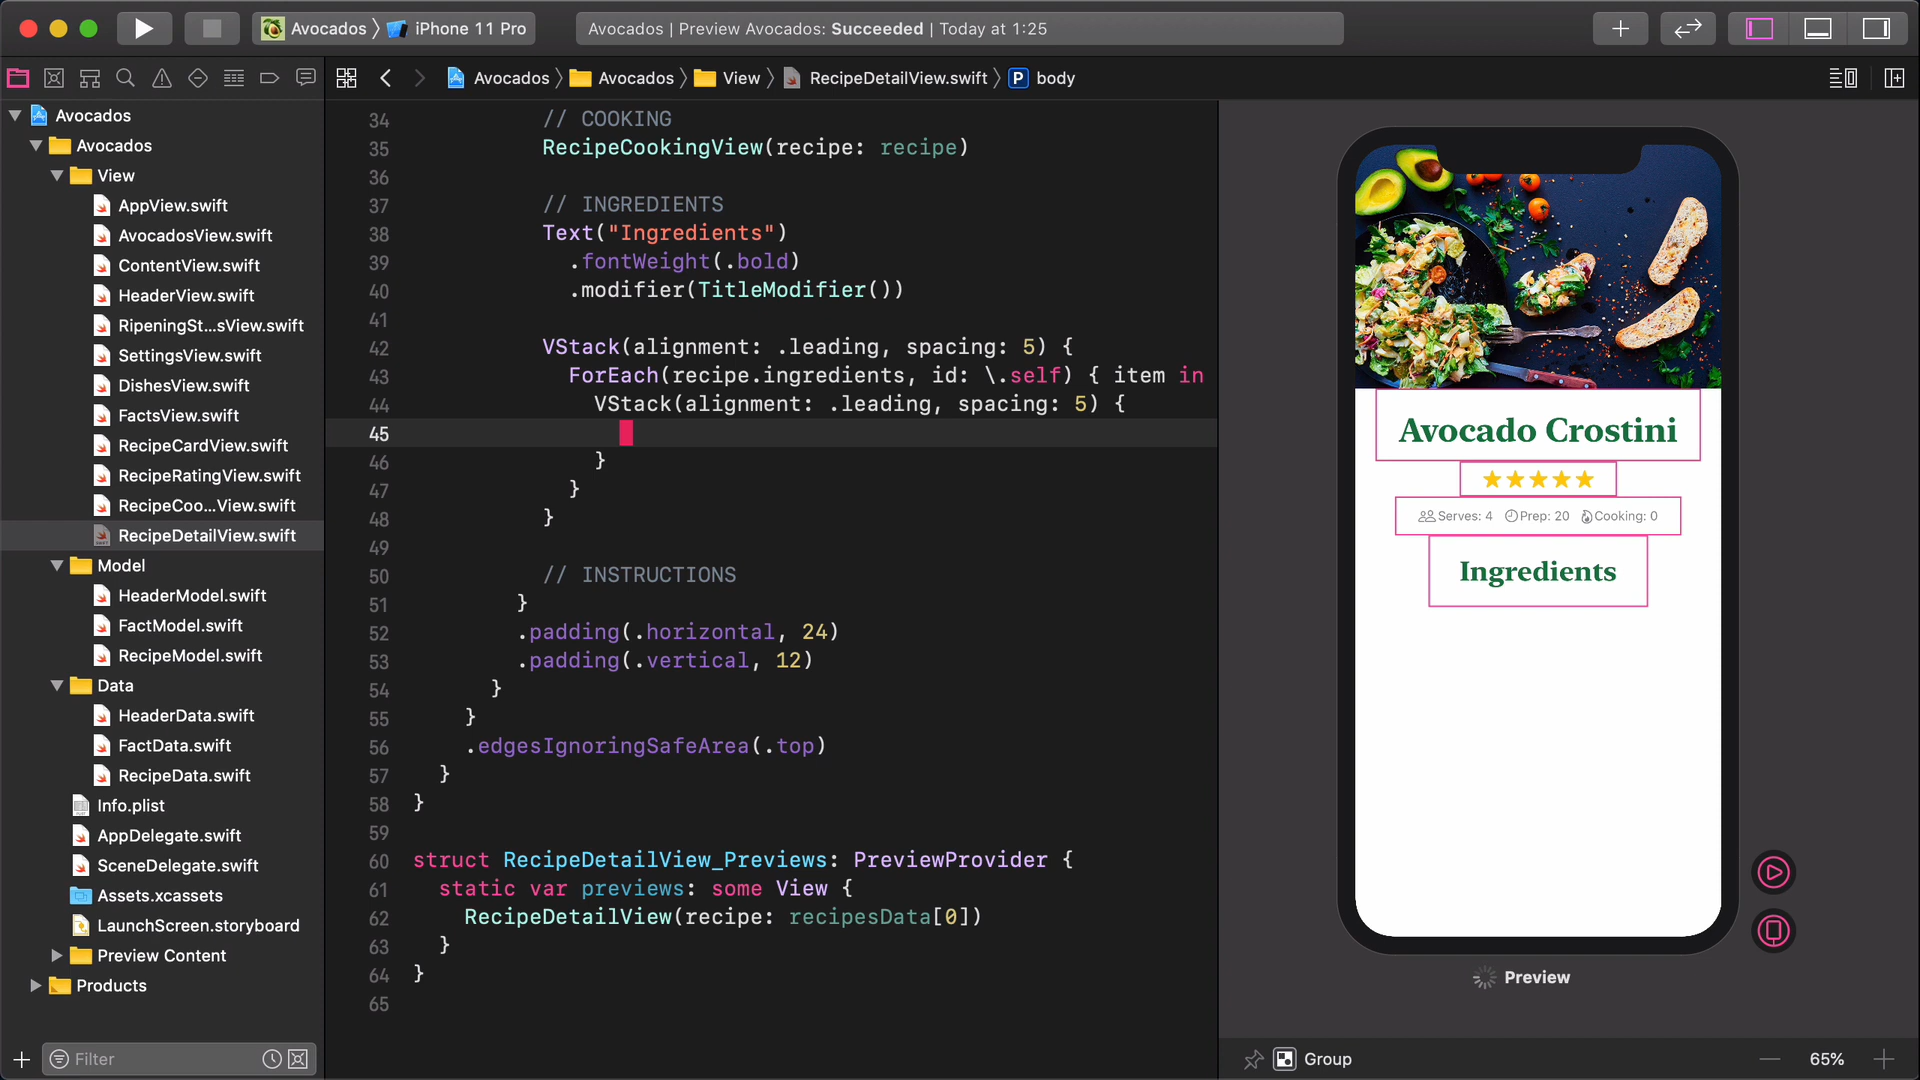 Avocados
iPhone 11 Pro
Avocados | Preview Avocados: Succeeded | Today at 1:25
Avocados
Avocados
View
RecipeDetailView.swift
P
body
Avocados
Avocados
View
AppView.swift
AvocadosView.swift
ContentView.swift
HeaderView.swift
RipeningSt...sView.swift
SettingsView.swift
DishesView.swift
FactsView.swift
RecipeCardView.swift
RecipeRatingView.swift
RecipeCoo...View.swift
RecipeDetailView.swift
Model
HeaderModel.swift
FactModel.swift
RecipeModel.swift
Data
HeaderData.swift
FactData.swift
RecipeData.swift
Info.plist
AppDelegate.swift
SceneDelegate.swift
Assets.xcassets
LaunchScreen.storyboard
Preview Content
Products
Filter
34 // COOKING
35 RecipeCookingView(recipe: recipe)
36
37 // INGREDIENTS
38 Text("Ingredients")
39 .fontWeight(.bold)
40 .modifier(TitleModifier())
41
42 VStack(alignment: .leading, spacing: 5) {
43 ForEach(recipe.ingredients, id: \.self) { item in
44 VStack(alignment: .leading, spacing: 5) {
45
46 }
47 }
48 }
49
50 // INSTRUCTIONS
51 }
52 .padding(.horizontal, 24)
53 .padding(.vertical, 12)
54 }
55 }
56 .edgesIgnoringSafeArea(.top)
57 }
58 }
59
60 struct RecipeDetailView_Previews: PreviewProvider {
61 static var previews: some View {
62 RecipeDetailView(recipe: recipesData[0])
63 }
64 }
65
Avocado Crostini
Serves: 4 Prep: 20 Cooking: 0
Ingredients
Preview
Group
65%